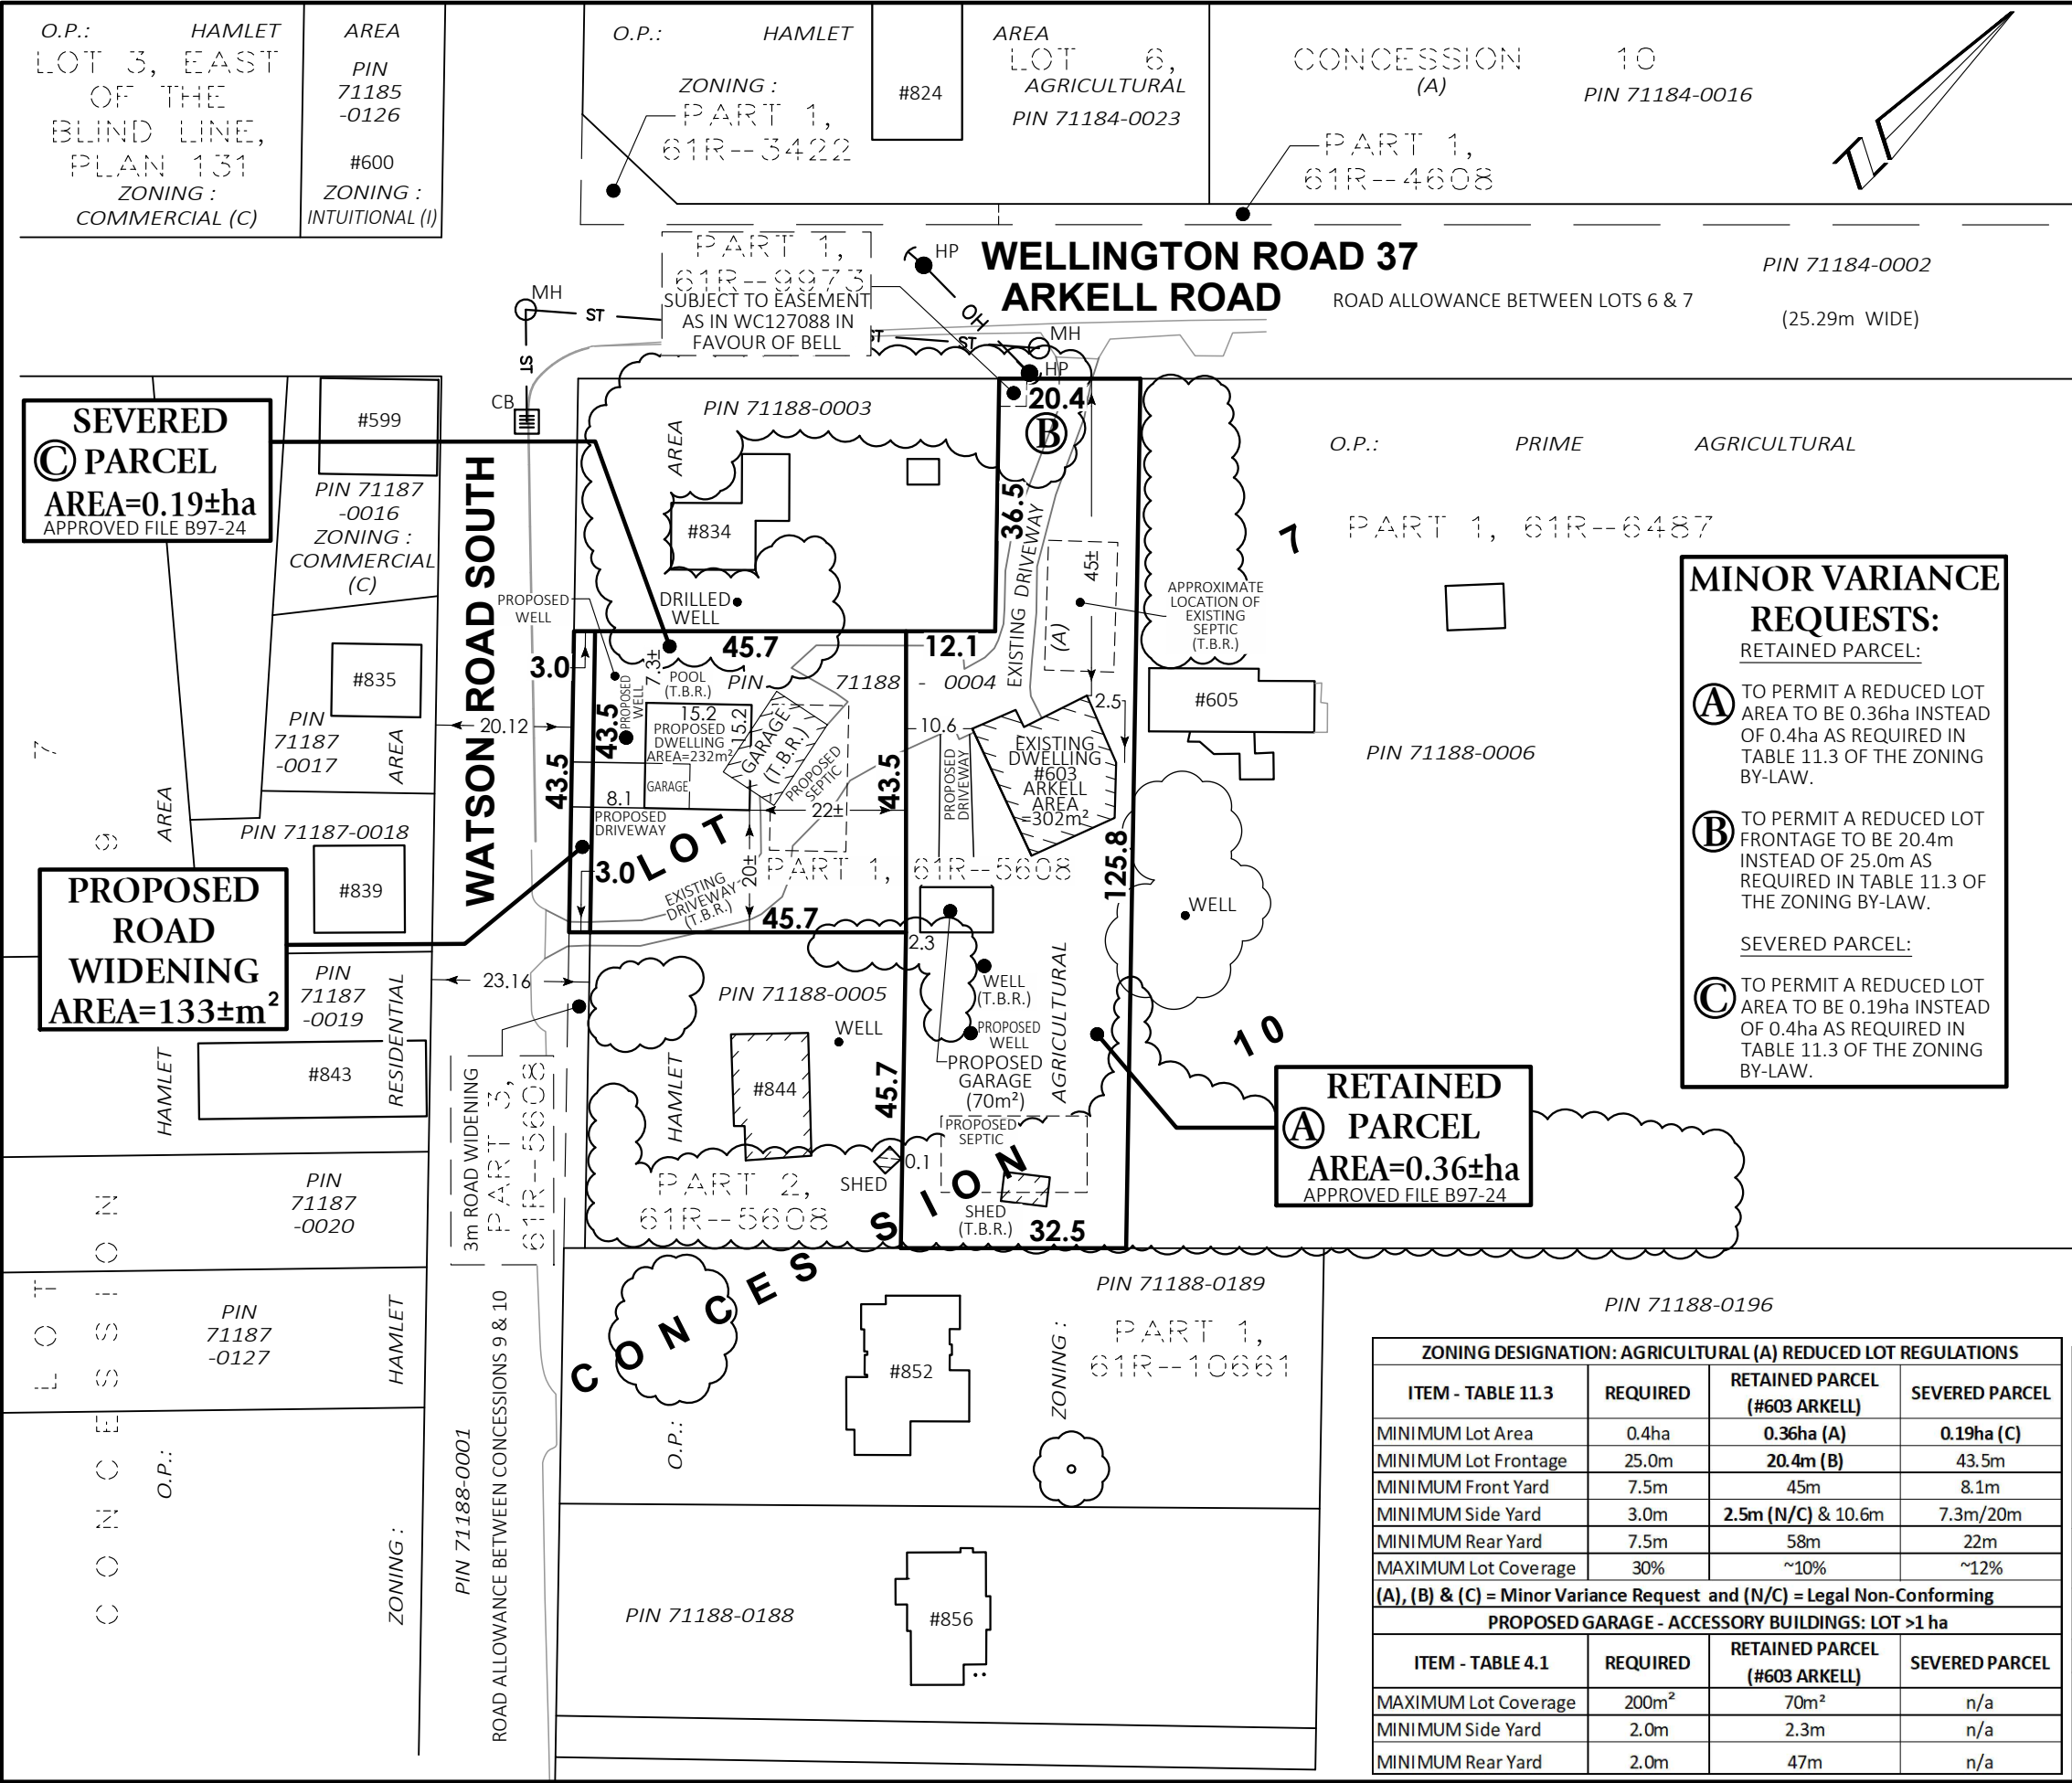 O.P.: HAMLET AREA
LOT 3, EAST
OF THE
BLIND LINE,
PLAN 131
ZONING :
COMMERCIAL (C)
PIN
71185
-0126
#600
ZONING :
INTUITIONAL (I)
O.P.: HAMLET AREA
ZONING :
PART 1,
61R--3422
#824
LOT 6,
AGRICULTURAL
PIN 71184-0023
CONCESSION 10
(A)
PIN 71184-0016
PART 1,
61R--4608
PART 1,
61R--9973
SUBJECT TO EASEMENT
AS IN WC127088 IN
FAVOUR OF BELL
HP
WELLINGTON ROAD 37
ARKELL ROAD
ROAD ALLOWANCE BETWEEN LOTS 6 & 7
PIN 71184-0002
(25.29m WIDE)
MH
ST
ST
ST
ST
OH
MH
HP
CB
SEVERED
C PARCEL
AREA=0.19±ha
APPROVED FILE B97-24
#599
PIN 71187
-0016
ZONING :
COMMERCIAL
(C)
WATSON ROAD SOUTH
PIN 71188-0003
AREA
#834
DRILLED
WELL
20.4
B
36.5
EXISTING DRIVEWAY
45±
(A)
APPROXIMATE
LOCATION OF
EXISTING
SEPTIC
(T.B.R.)
O.P.: PRIME AGRICULTURAL
7
PART 1, 61R--6487
MINOR VARIANCE
REQUESTS:
RETAINED PARCEL:
A TO PERMIT A REDUCED LOT
AREA TO BE 0.36ha INSTEAD
OF 0.4ha AS REQUIRED IN
TABLE 11.3 OF THE ZONING
BY-LAW.
B TO PERMIT A REDUCED LOT
FRONTAGE TO BE 20.4m
INSTEAD OF 25.0m AS
REQUIRED IN TABLE 11.3 OF
THE ZONING BY-LAW.
SEVERED PARCEL:
C TO PERMIT A REDUCED LOT
AREA TO BE 0.19ha INSTEAD
OF 0.4ha AS REQUIRED IN
TABLE 11.3 OF THE ZONING
BY-LAW.
PROPOSED
WELL
3.0
45.7
12.1
7.3±
POOL
(T.B.R.)
PIN 71188 - 0004
PROPOSED
WELL
43.5
43.5
15.2
15.2
PROPOSED
DWELLING
AREA=232m²
GARAGE
GARAGE
(T.B.R.)
PROPOSED
SEPTIC
8.1
PROPOSED
DRIVEWAY
22±
43.5
10.6
PROPOSED
DRIVEWAY
EXISTING
DWELLING
#603
ARKELL
AREA
=302m²
2.5
#605
PIN 71188-0006
#835
PIN
71187
-0017
AREA
20.12
7
9
AREA
PIN 71187-0018
#839
LOT
3.0
EXISTING
DRIVEWAY
(T.B.R.)
20±
PART 1, 61R--5608
45.7
125.8
WELL
PROPOSED
ROAD
WIDENING
AREA=133±m²
23.16
2.3
WELL
(T.B.R.)
PROPOSED
WELL
PROPOSED
GARAGE
(70m²)
AGRICULTURAL
10
PIN
71187
-0019
RESIDENTIAL
HAMLET
#843
3m ROAD WIDENING
PART 3,
61R--5608
PIN 71188-0005
WELL
HAMLET
#844
45.7
PROPOSED
SEPTIC
0.1
SHED
PART 2,
61R--5608
SHED
(T.B.R.)
32.5
RETAINED
A PARCEL
AREA=0.36±ha
APPROVED FILE B97-24
PIN
71187
-0020
LOT
CONCESSION
CONCESSION
PIN
71187
-0127
HAMLET
O.P.:
ZONING :
PIN 71188-0001
ROAD ALLOWANCE BETWEEN CONCESSIONS 9 & 10
O.P.:
#852
ZONING :
PIN 71188-0189
PART 1,
61R--10661
PIN 71188-0196
PIN 71188-0188
#856
ZONING DESIGNATION: AGRICULTURAL (A) REDUCED LOT REGULATIONS
ITEM - TABLE 11.3 REQUIRED RETAINED PARCEL (#603 ARKELL) SEVERED PARCEL
MINIMUM Lot Area 0.4ha 0.36ha (A) 0.19ha (C)
MINIMUM Lot Frontage 25.0m 20.4m (B) 43.5m
MINIMUM Front Yard 7.5m 45m 8.1m
MINIMUM Side Yard 3.0m 2.5m (N/C) & 10.6m 7.3m/20m
MINIMUM Rear Yard 7.5m 58m 22m
MAXIMUM Lot Coverage 30% ~10% ~12%
(A), (B) & (C) = Minor Variance Request and (N/C) = Legal Non-Conforming
PROPOSED GARAGE - ACCESSORY BUILDINGS: LOT >1 ha
ITEM - TABLE 4.1 REQUIRED RETAINED PARCEL (#603 ARKELL) SEVERED PARCEL
MAXIMUM Lot Coverage 200m² 70m² n/a
MINIMUM Side Yard 2.0m 2.3m n/a
MINIMUM Rear Yard 2.0m 47m n/a